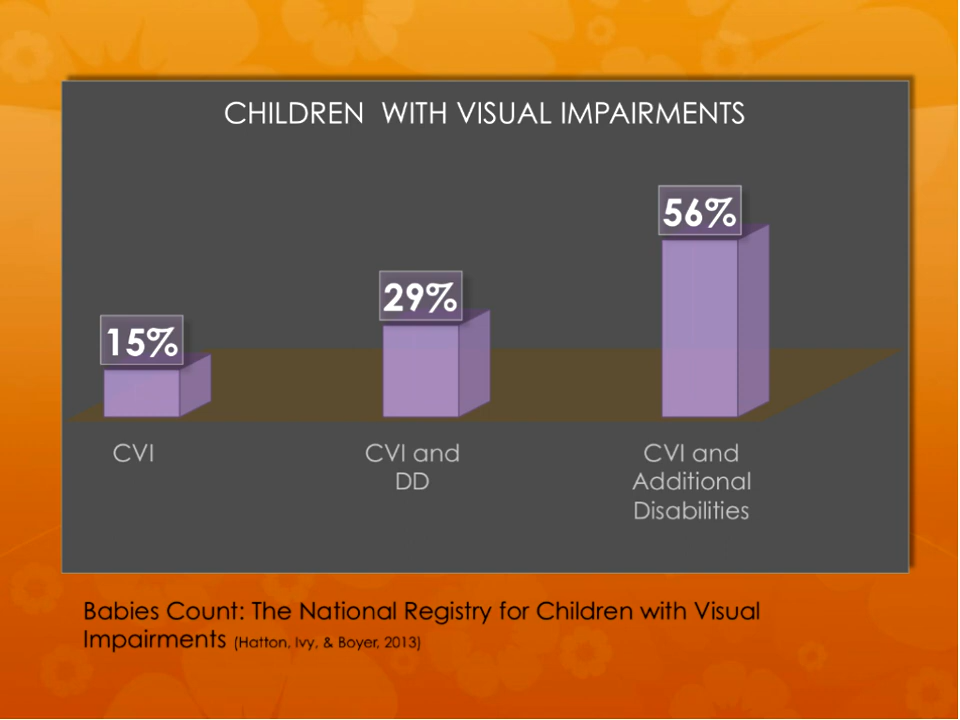 CHILDREN WITH VISUAL IMPAIRMENTS
56%
29%
15%
CVI
CVI and
DD
CVI and
Additional
Disabilities
Babies Count: The National Registry for Children with Visual
Impairments (Hatton, Ivy, & Boyer, 2013)